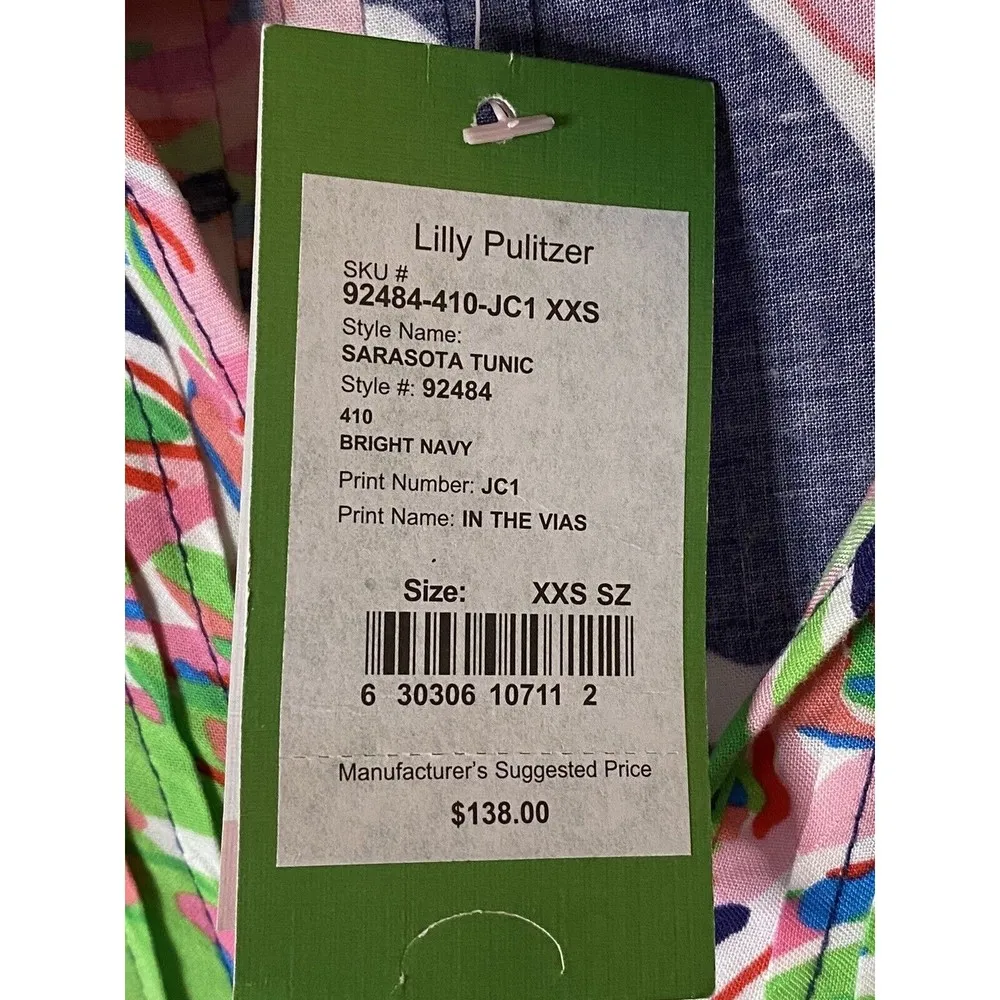 Lilly Pulitzer
SKU #
92484-410-JC1 XXS
Style Name:
SARASOTA TUNIC
Style #: 92484
410
BRIGHT NAVY
Print Number: JC1
Print Name: IN THE VIAS
Size: XXS SZ
6 30306 10711 2
Manufacturer's Suggested Price
$138.00